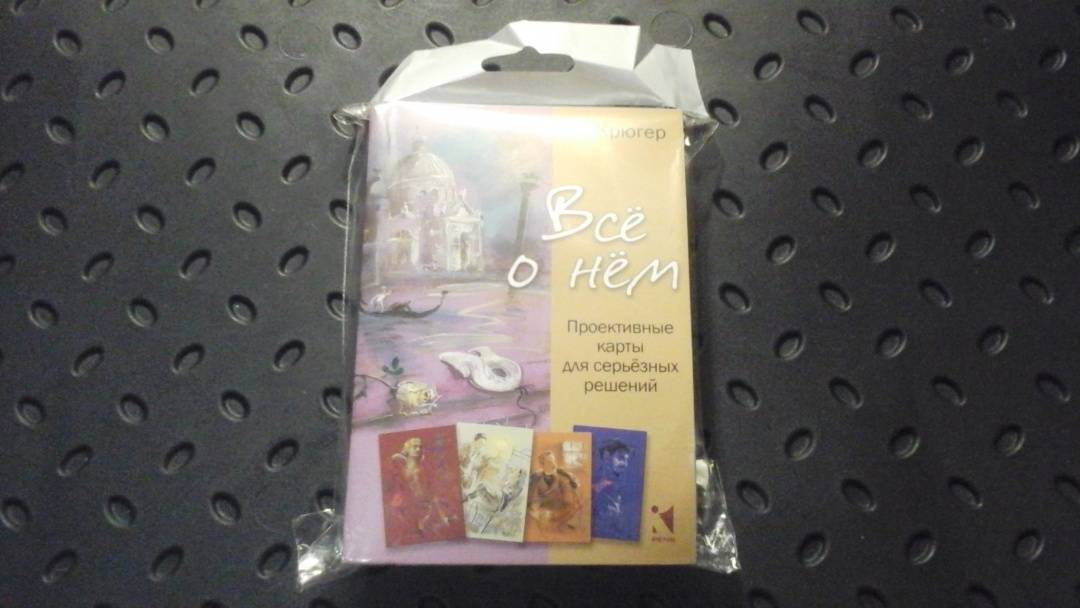 Крюгер
Всё
о нём
Проективные
карты
для серьёзных
решений